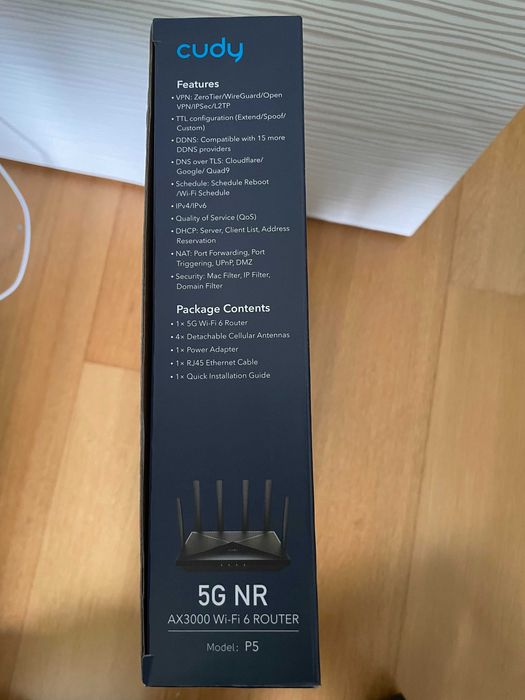 cudy
Features
• VPN: ZeroTier/WireGuard/Open
VPN/IPSec/L2TP
• TTL configuration (Extend/Spoof/
Custom)
• DDNS: Compatible with 15 more
DDNS providers
• DNS over TLS: Cloudflare/
Google/ Quad9
• Schedule: Schedule Reboot
/Wi-Fi Schedule
• IPv4/IPv6
• Quality of Service (QoS)
• DHCP: Server, Client List, Address
Reservation
• NAT: Port Forwarding, Port
Triggering, UPnP, DMZ
• Security: Mac Filter, IP Filter,
Domain Filter
Package Contents
• 1× 5G Wi-Fi 6 Router
• 4× Detachable Cellular Antennas
• 1× Power Adapter
• 1× RJ45 Ethernet Cable
• 1× Quick Installation Guide
5G NR
AX3000 Wi-Fi 6 ROUTER
Model: P5